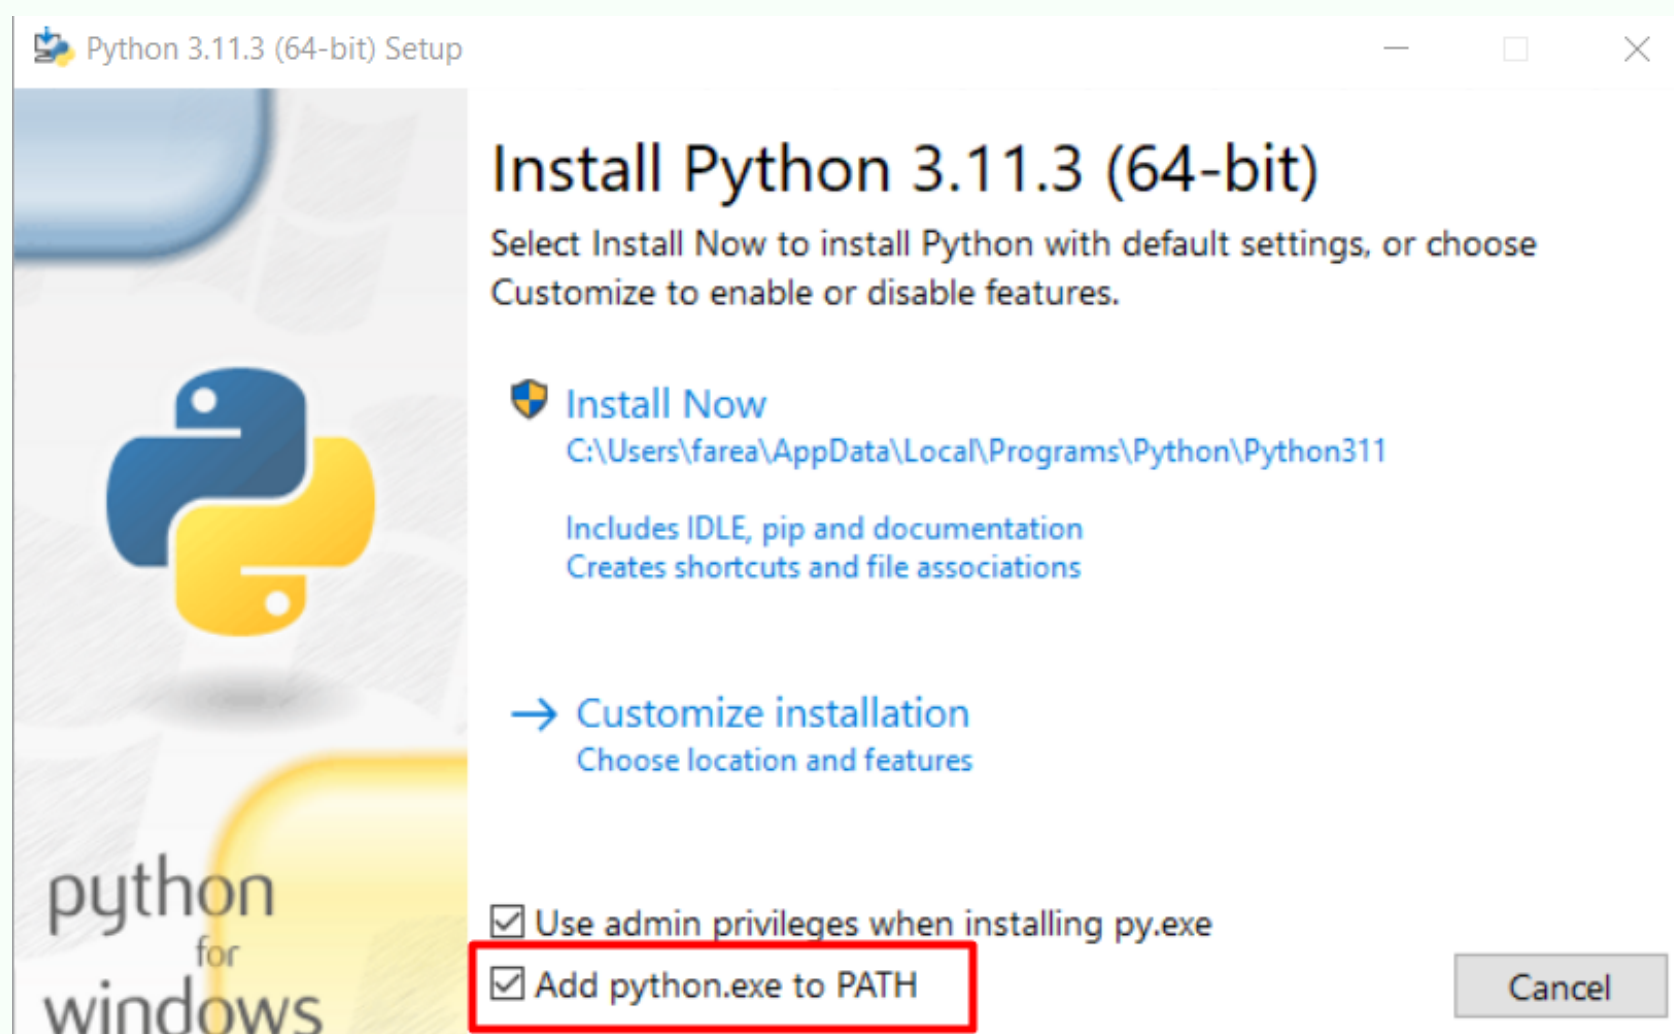 Python 3.11.3 (64-bit) Setup
Install Python 3.11.3 (64-bit)
Select Install Now to install Python with default settings, or choose
Customize to enable or disable features.
Install Now
C:\Users\farea\AppData\Local\Programs\Python\Python311
Includes IDLE, pip and documentation
Creates shortcuts and file associations
Customize installation
Choose location and features
python
for
windows
Use admin privileges when installing py.exe
Add python.exe to PATH
Cancel